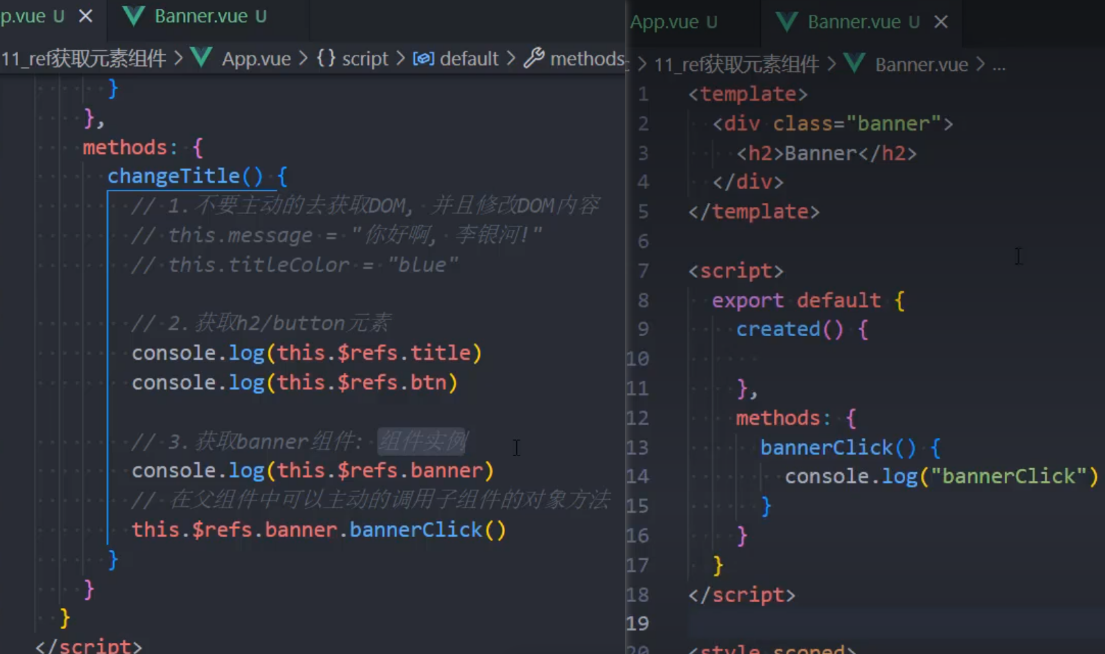 p.vue U × Banner.vue U
11_ref获取元素组件 > App.vue > {} script > default > methods
}
},
methods: {
changeTitle() {
// 1.不要主动的去获取DOM, 并且修改DOM内容
// this.message = "你好啊, 李银河!"
// this.titleColor = "blue"
// 2.获取h2/button元素
console.log(this.$refs.title)
console.log(this.$refs.btn)
// 3.获取banner组件: 组件实例
console.log(this.$refs.banner)
// 在父组件中可以主动的调用子组件的对象方法
this.$refs.banner.bannerClick()
}
}
}
</script>
App.vue U Banner.vue U ×
> 11_ref获取元素组件 > Banner.vue > ...
1 <template>
2 <div class="banner">
3 <h2>Banner</h2>
4 </div>
5 </template>
6
7 <script>
8 export default {
9 created() {
10
11 },
12 methods: {
13 bannerClick() {
14 console.log("bannerClick")
15 }
16 }
17 }
18 </script>
19
20 <style scoped>